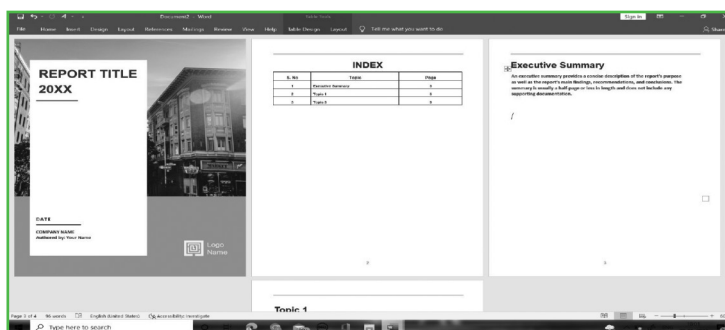 Document2 - Word
Table Tools
Sign in
File Home Insert Design Layout References Mailings Review View Help Table Design Layout Tell me what you want to do
Share
REPORT TITLE
20XX
DATE
COMPANY NAME
Authored by: Your Name
Logo
Name
INDEX
S. No Topic Page
1 Executive Summary
2 Topic 1
3 Topic 2
Executive Summary
An executive summary provides a concise description of the report's purpose
as well as the report's main findings, recommendations, and conclusions. The
summary is usually a half page or less in length and does not include any
supporting documentation.
Topic 1
Page 2 of 4 96 words English (United States) Accessibility: Investigate
Type here to search